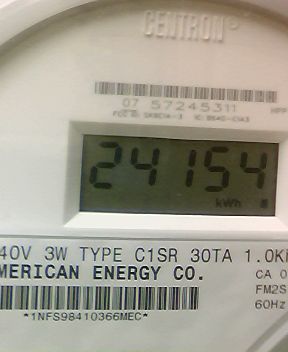 CENTRON®
07 57245311
24154
kWh
40V 3W TYPE C1SR 30TA 1.0K
MERICAN ENERGY CO.
CA 0
FM2S
60Hz
*1NFS98410366MEC*